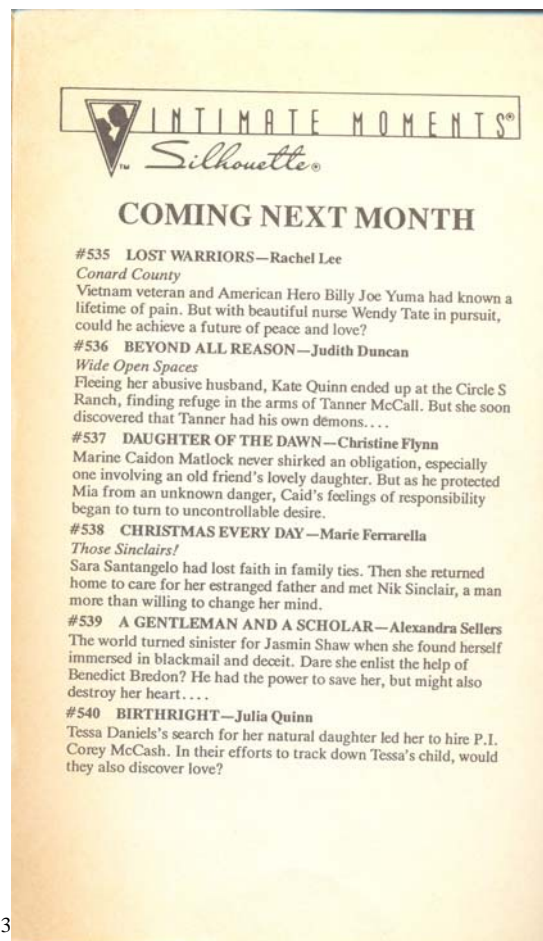 INTIMATE MOMENTS®
™ Silhouette®
COMING NEXT MONTH
#535 LOST WARRIORS—Rachel Lee
Conard County
Vietnam veteran and American Hero Billy Joe Yuma had known a
lifetime of pain. But with beautiful nurse Wendy Tate in pursuit,
could he achieve a future of peace and love?
#536 BEYOND ALL REASON—Judith Duncan
Wide Open Spaces
Fleeing her abusive husband, Kate Quinn ended up at the Circle S
Ranch, finding refuge in the arms of Tanner McCall. But she soon
discovered that Tanner had his own demons....
#537 DAUGHTER OF THE DAWN—Christine Flynn
Marine Caidon Matlock never shirked an obligation, especially
one involving an old friend's lovely daughter. But as he protected
Mia from an unknown danger, Caid's feelings of responsibility
began to turn to uncontrollable desire.
#538 CHRISTMAS EVERY DAY—Marie Ferrarella
Those Sinclairs!
Sara Santangelo had lost faith in family ties. Then she returned
home to care for her estranged father and met Nik Sinclair, a man
more than willing to change her mind.
#539 A GENTLEMAN AND A SCHOLAR—Alexandra Sellers
The world turned sinister for Jasmin Shaw when she found herself
immersed in blackmail and deceit. Dare she enlist the help of
Benedict Bredon? He had the power to save her, but might also
destroy her heart....
#540 BIRTHRIGHT—Julia Quinn
Tessa Daniels's search for her natural daughter led her to hire P.I.
Corey McCash. In their efforts to track down Tessa's child, would
they also discover love?
3